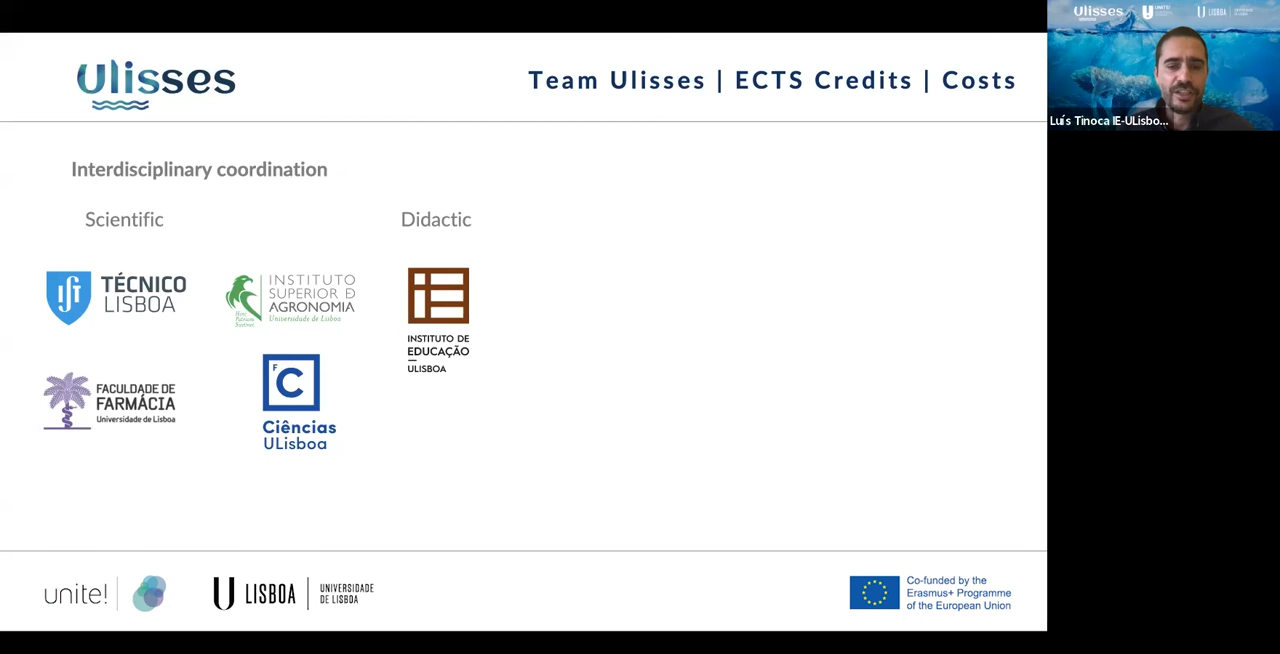 Ulisses
Team Ulisses | ECTS Credits | Costs
Interdisciplinary coordination
Scientific
Didactic
TÉCNICO
LISBOA
INSTITUTO
SUPERIOR D
AGRONOMIA
Universidade de Lisboa
INSTITUTO DE
EDUCAÇÃO
ULISBOA
FACULDADE DE
FARMÁCIA
Universidade de Lisboa
F
C
Ciências
ULisboa
unite!
U LISBOA
UNIVERSIDADE
DE LISBOA
Co-funded by the
Erasmus+ Programme
of the European Union
Ulisses
UNITE!
LISBOA
Luís Tinoca IE-ULisbo...